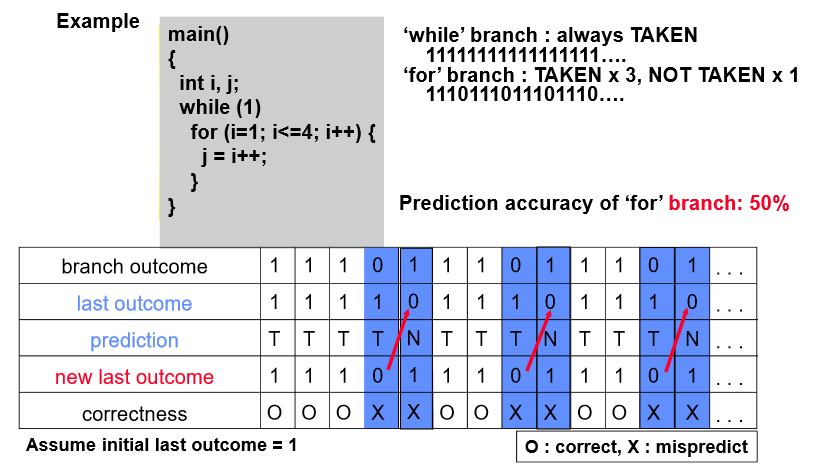 Example
main()
{
int i, j;
while (1)
for (i=1; i<=4; i++) {
j = i++;
}
}
‘while’ branch : always TAKEN
11111111111111111….
‘for’ branch : TAKEN x 3, NOT TAKEN x 1
1110111011101110….
Prediction accuracy of ‘for’ branch: 50%
branch outcome 1 1 1 0 1 1 1 0 1 1 1 0 1 . . .
last outcome 1 1 1 1 0 1 1 1 0 1 1 1 0 . . .
prediction T T T T N T T T N T T T N . . .
new last outcome 1 1 1 0 1 1 1 0 1 1 1 0 1 . . .
correctness O O O X X O O X X O O X X . . .
Assume initial last outcome = 1
O : correct, X : mispredict